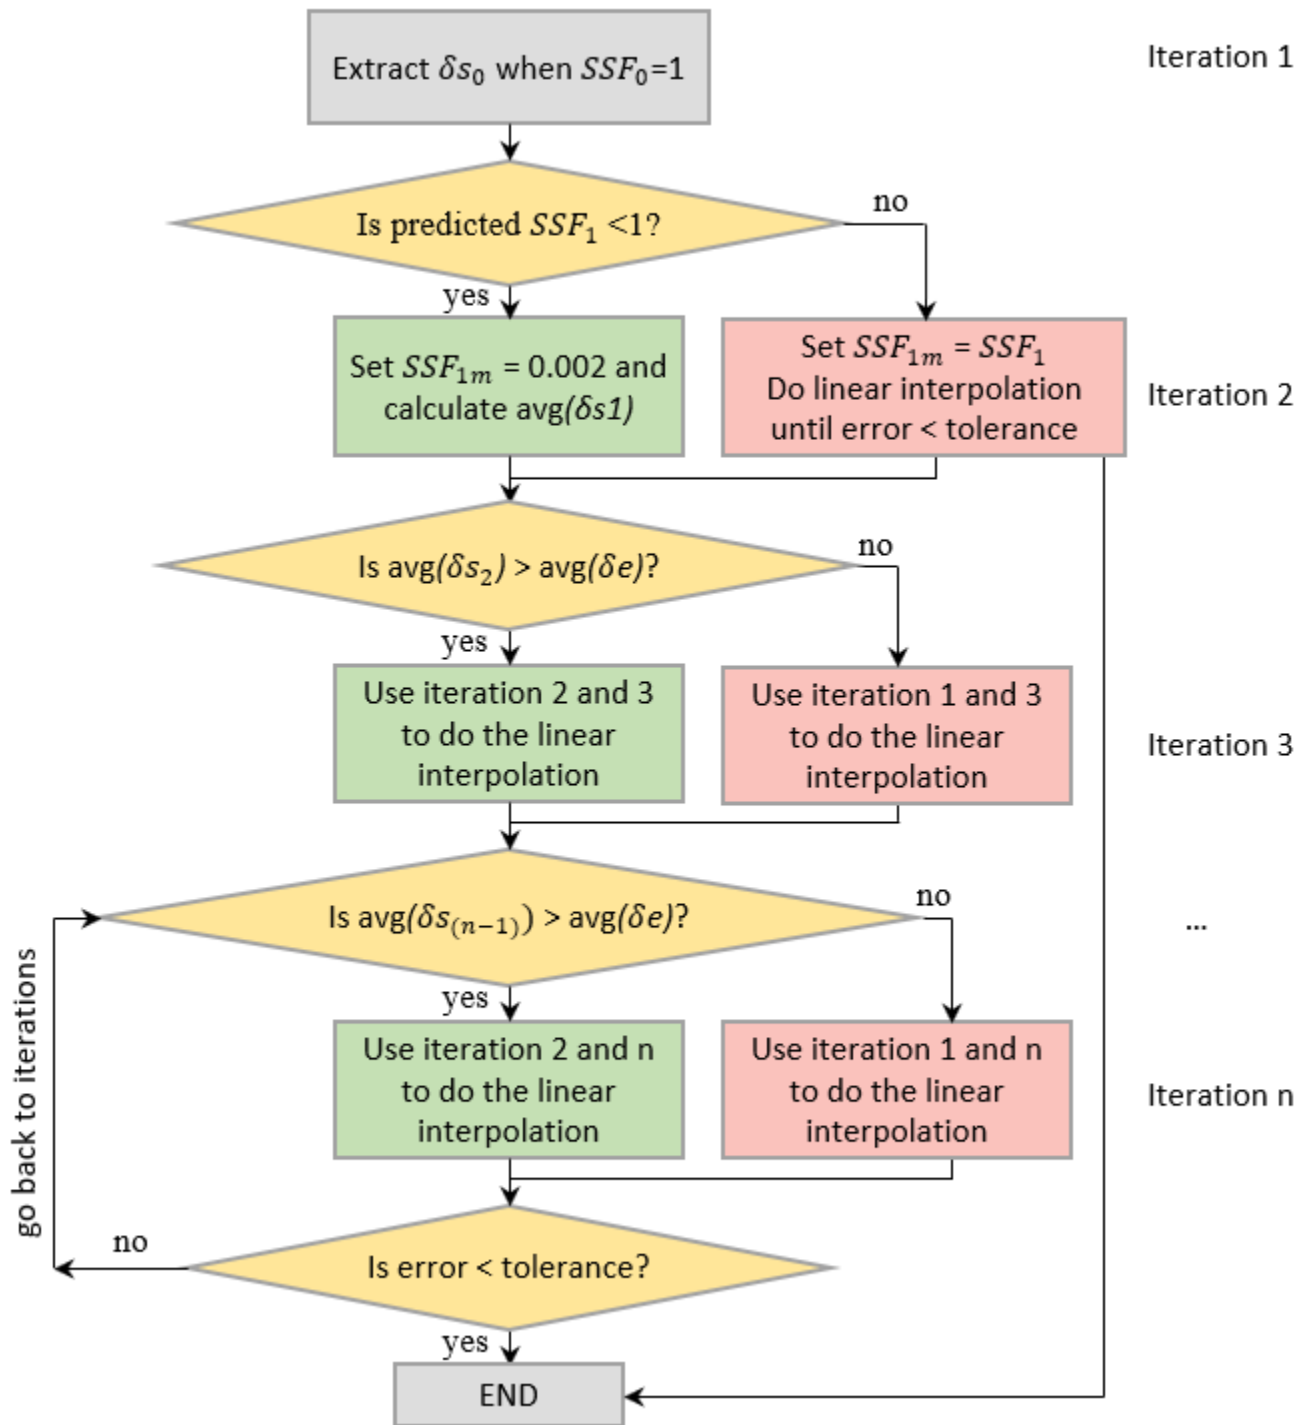 Extract δs₀ when SSF₀=1
Iteration 1
Is predicted SSF₁ <1?
no
yes
Set SSF₁ₘ = 0.002 and
calculate avg(δs1)
Set SSF₁ₘ = SSF₁
Do linear interpolation
until error < tolerance
Iteration 2
Is avg(δs₂) > avg(δe)?
no
yes
Use iteration 2 and 3
to do the linear
interpolation
Use iteration 1 and 3
to do the linear
interpolation
Iteration 3
Is avg(δs₍ₙ₋₁₎) > avg(δe)?
no
...
yes
Use iteration 2 and n
to do the linear
interpolation
Use iteration 1 and n
to do the linear
interpolation
Iteration n
go back to iterations
no
Is error < tolerance?
yes
END